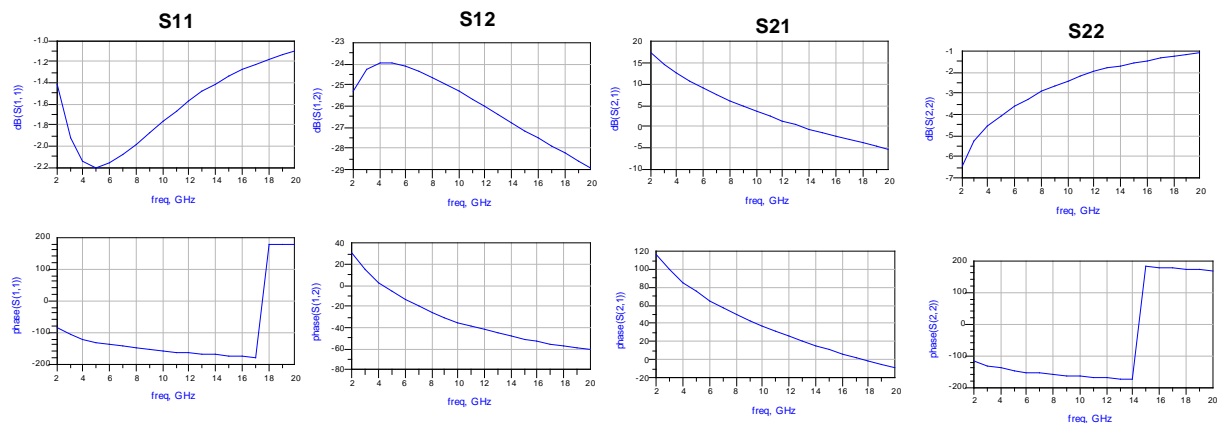 S11
S12
S21
S22
-1.0
-1.2
-1.4
-1.6
-1.8
-2.0
-2.2
dB(S(1,1))
2 4 6 8 10 12 14 16 18 20
freq, GHz
-23
-24
-25
-26
-27
-28
-29
dB(S(1,2))
2 4 6 8 10 12 14 16 18 20
freq, GHz
20
15
10
5
0
-5
-10
dB(S(2,1))
2 4 6 8 10 12 14 16 18 20
freq, GHz
-1
-2
-3
-4
-5
-6
-7
dB(S(2,2))
2 4 6 8 10 12 14 16 18 20
freq, GHz
200
100
0
-100
-200
phase(S(1,1))
2 4 6 8 10 12 14 16 18 20
freq, GHz
40
20
0
-20
-40
-60
-80
phase(S(1,2))
2 4 6 8 10 12 14 16 18 20
freq, GHz
120
100
80
60
40
20
0
-20
phase(S(2,1))
2 4 6 8 10 12 14 16 18 20
freq, GHz
200
100
0
-100
-200
phase(S(2,2))
2 4 6 8 10 12 14 16 18 20
freq, GHz